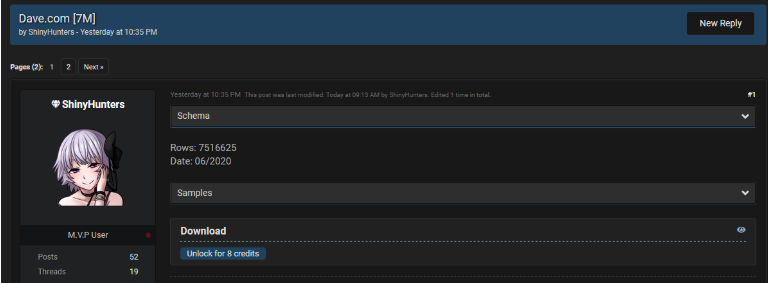 Dave.com [7M]
by ShinyHunters - Yesterday at 10:35 PM
New Reply
Pages (2): 1 2 Next »
ShinyHunters
M.V.P User
Posts 52
Threads 19
Yesterday at 10:35 PM This post was last modified: Today at 09:13 AM by ShinyHunters. Edited 1 time in total.
#1
Schema
Rows: 7516625
Date: 06/2020
Samples
Download
Unlock for 8 credits